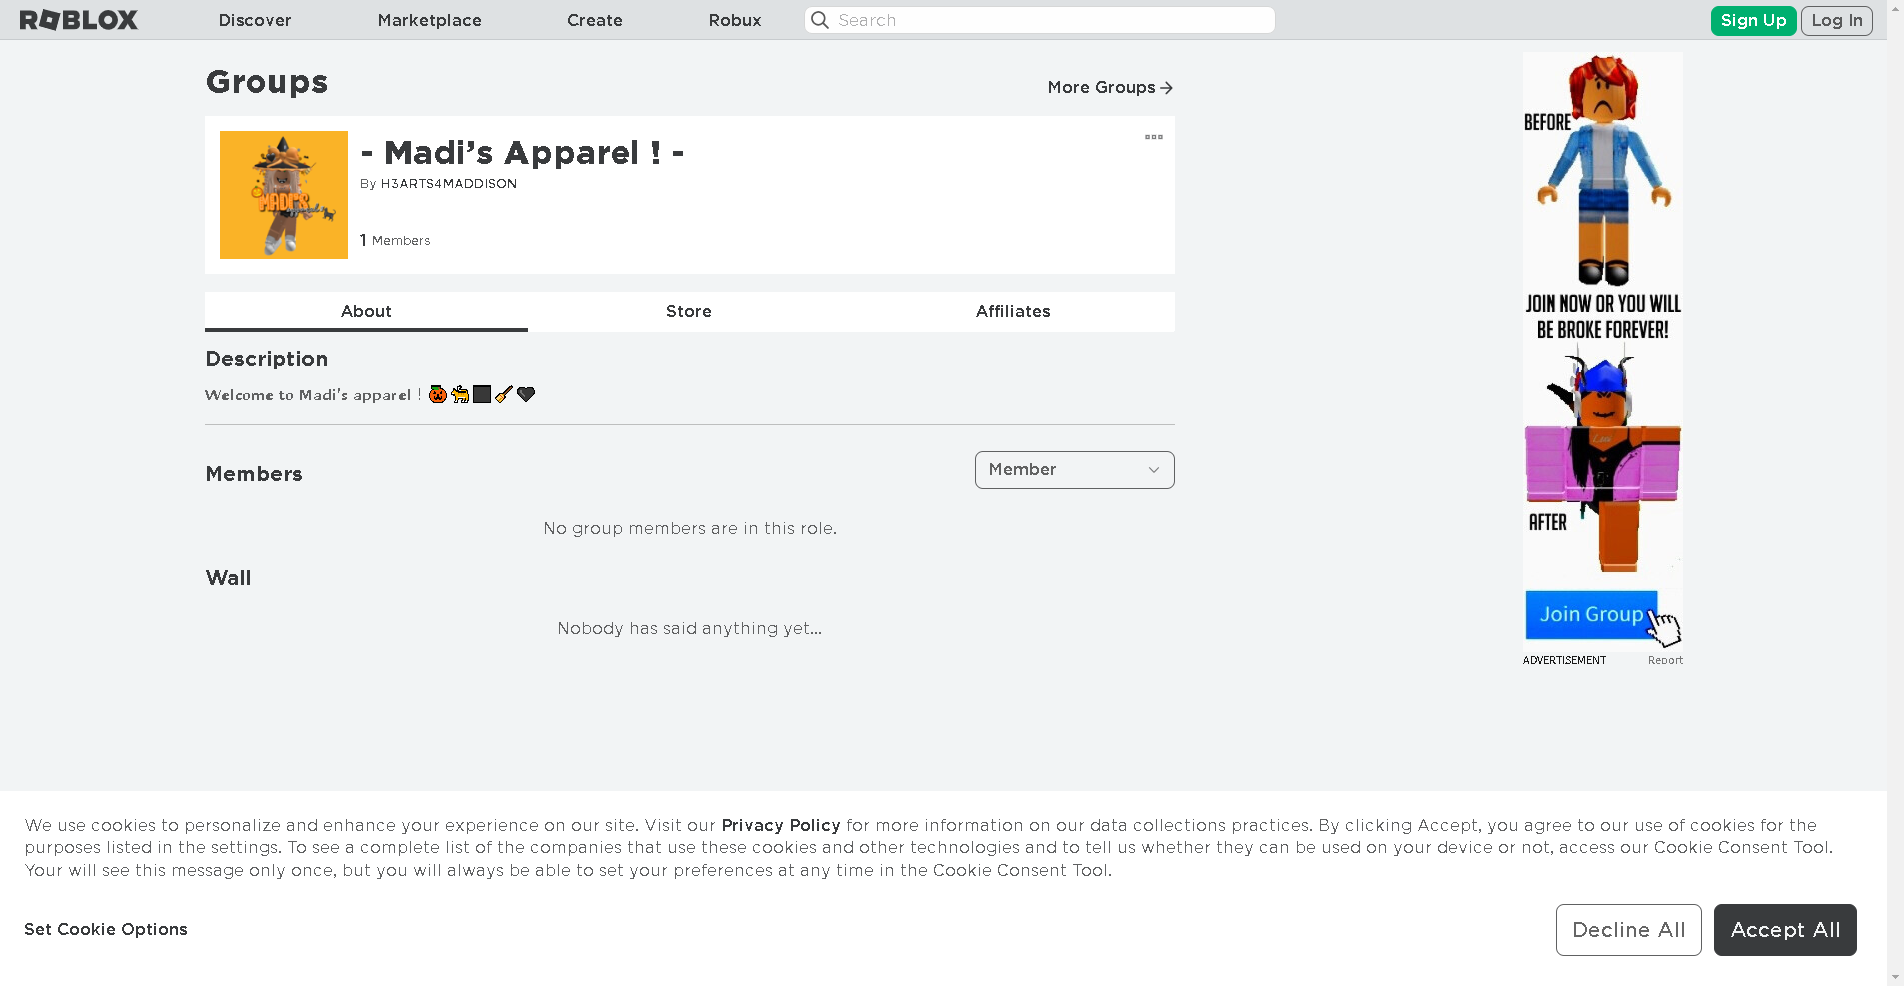 ROBLOX Discover Marketplace Create Robux Search Sign Up Log In
Groups
More Groups
- Madi's Apparel ! -
By H3ARTS4MADDISON
1 Members
MADI'S
About Store Affiliates
Description
Welcome to Madi's apparel ! 🎃🐈⬛🧹🖤
Members
Member
No group members are in this role.
Wall
Nobody has said anything yet...
BEFORE
JOIN NOW OR YOU WILL
BE BROKE FOREVER!
AFTER
Join Group
ADVERTISEMENT Report
We use cookies to personalize and enhance your experience on our site. Visit our Privacy Policy for more information on our data collections practices. By clicking Accept, you agree to our use of cookies for the
purposes listed in the settings. To see a complete list of the companies that use these cookies and other technologies and to tell us whether they can be used on your device or not, access our Cookie Consent Tool.
Your will see this message only once, but you will always be able to set your preferences at any time in the Cookie Consent Tool.
Set Cookie Options
Decline All
Accept All